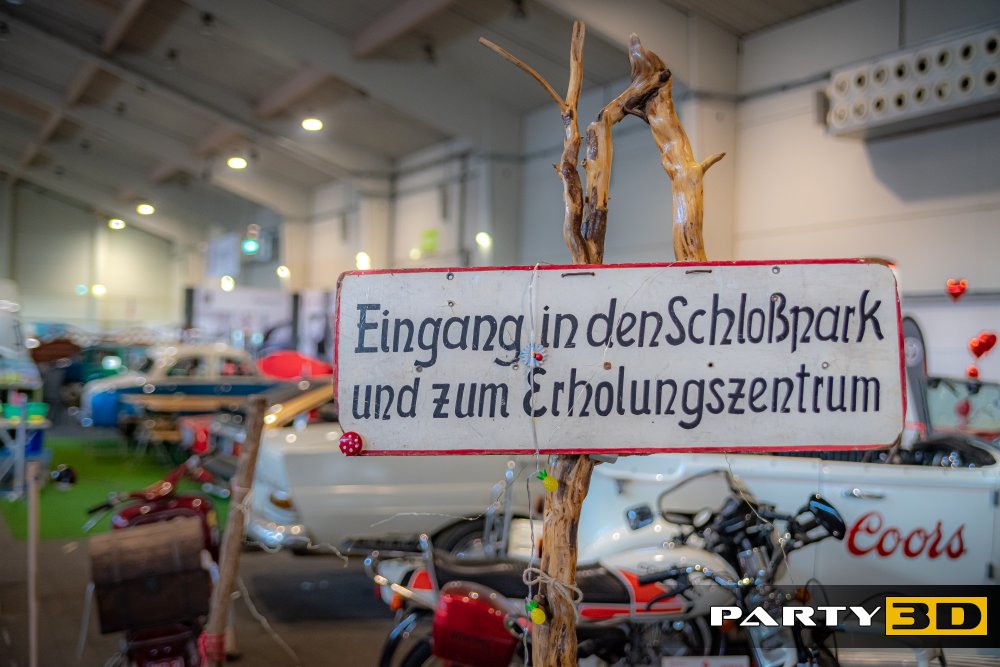 Eingang in den Schloßpark
und zum Erholungszentrum
Coors
PARTY 3D